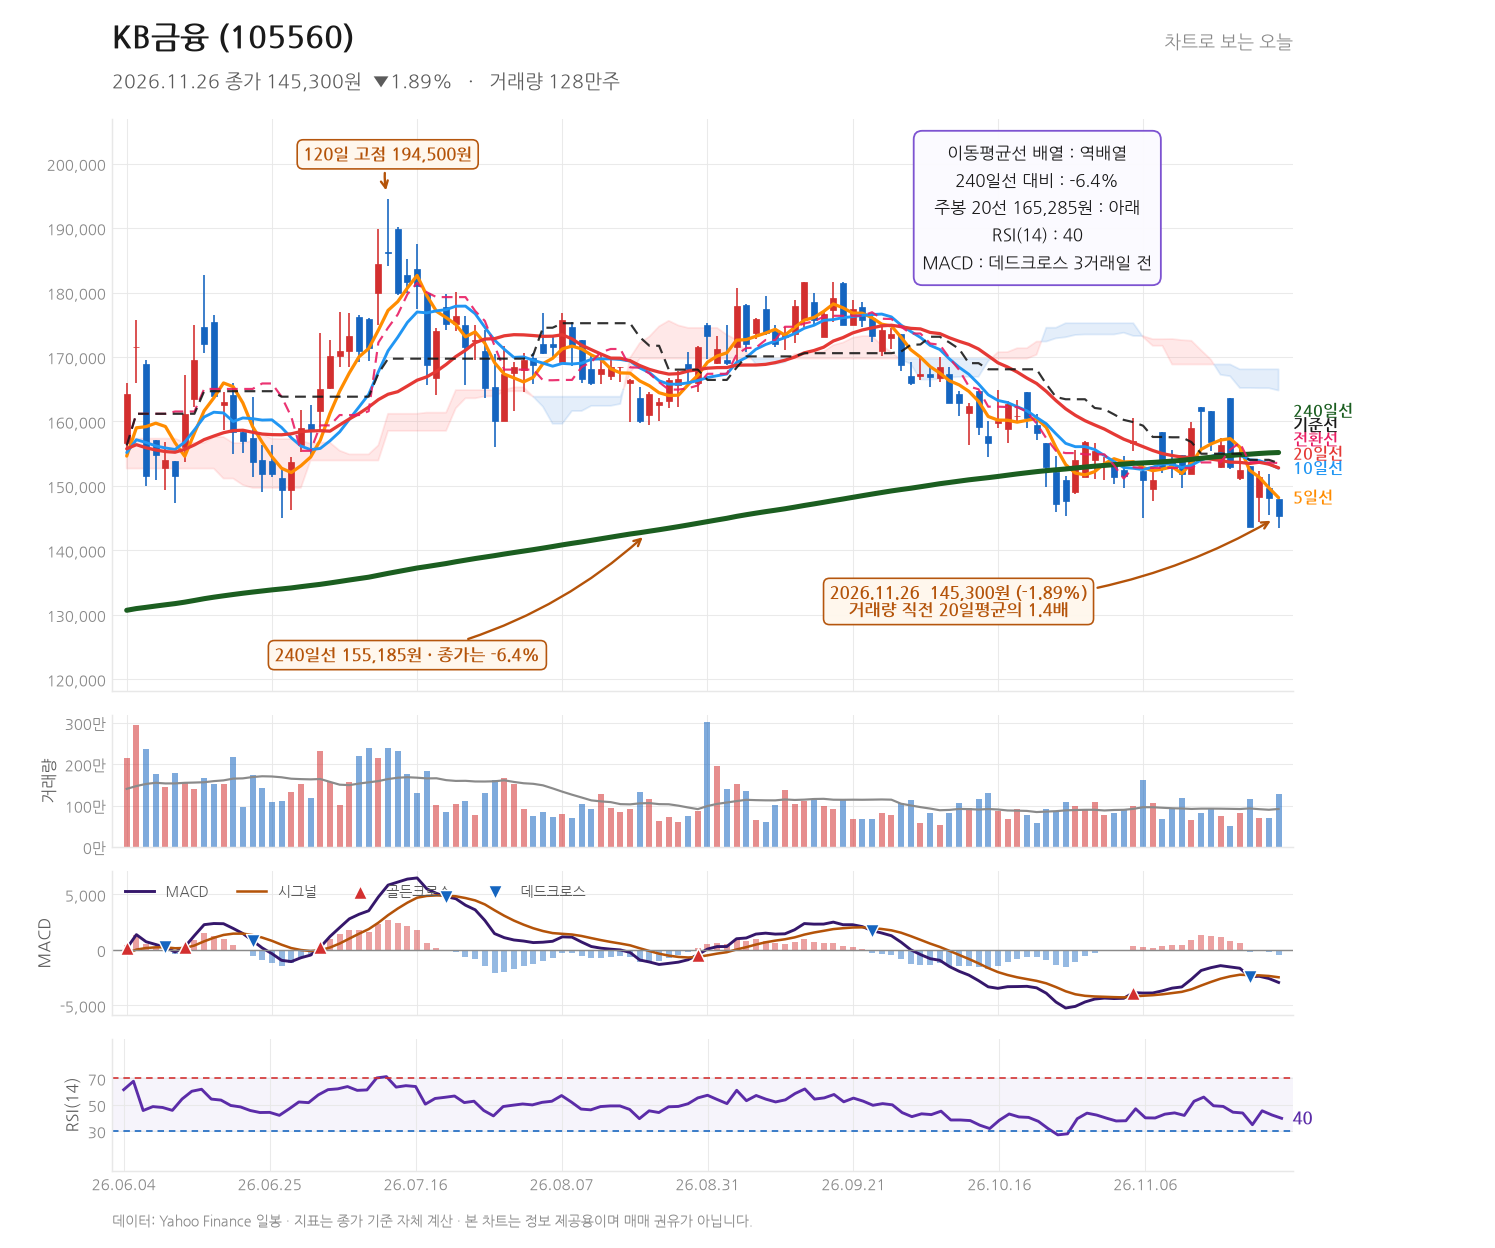 KB금융 (105560)
차트로 보는 오늘
2026.11.26 종가 145,300원 ▼1.89% · 거래량 128만주
120일 고점 194,500원
이동평균선 배열 : 역배열
240일선 대비 : -6.4%
주봉 20선 165,285원 : 아래
RSI(14) : 40
MACD : 데드크로스 3거래일 전
200,000
190,000
180,000
170,000
160,000
150,000
140,000
130,000
120,000
240일선
기준선
전환선
20일선
10일선
5일선
2026.11.26 145,300원 (-1.89%)
거래량 직전 20일평균의 1.4배
240일선 155,185원 · 종가는 -6.4%
거래량
300만
200만
100만
0만
MACD
MACD
시그널
골든크로스
데드크로스
5,000
0
-5,000
RSI(14)
70
50
30
40
26.06.04
26.06.25
26.07.16
26.08.07
26.08.31
26.09.21
26.10.16
26.11.06
데이터: Yahoo Finance 일봉 · 지표는 종가 기준 자체 계산 · 본 차트는 정보 제공용이며 매매 권유가 아닙니다.